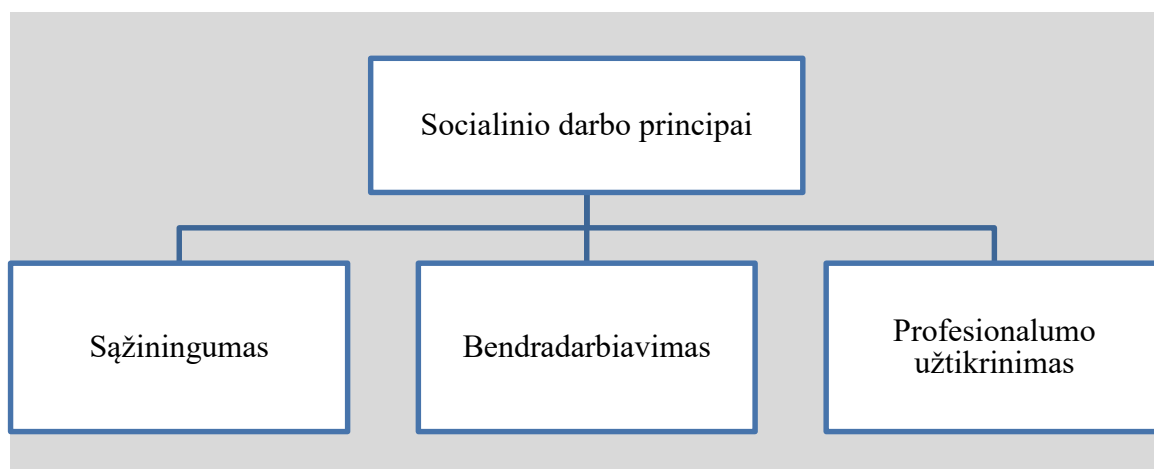 Socialinio darbo principai
Sąžiningumas
Bendradarbiavimas
Profesionalumo
užtikrinimas